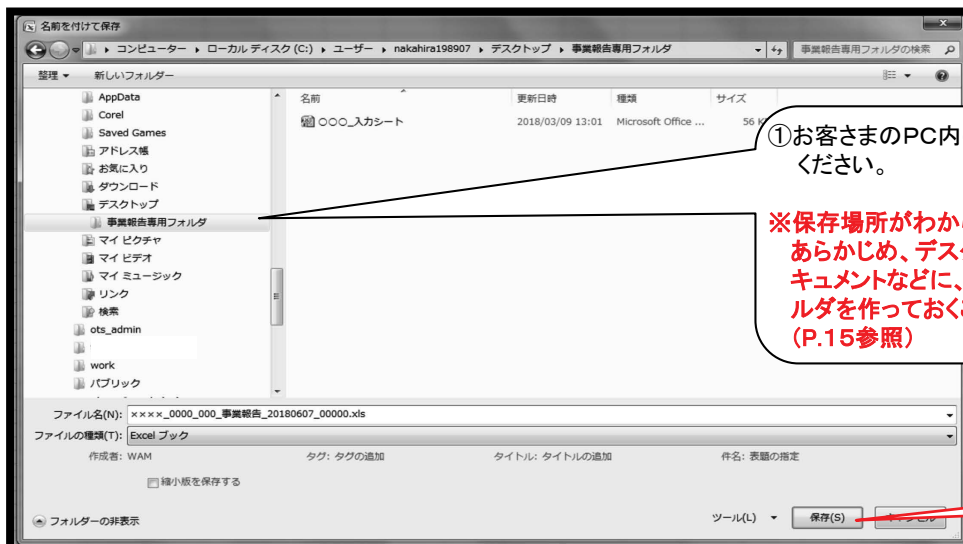 名前を付けて保存
コンピューター ▸ ローカル ディスク (C:) ▸ ユーザー ▸ nakahira198907 ▸ デスクトップ ▸ 事業報告専用フォルダ
事業報告専用フォルダの検索
整理 ▼ 新しいフォルダー
AppData
Corel
Saved Games
アドレス帳
お気に入り
ダウンロード
デスクトップ
事業報告専用フォルダ
マイ ピクチャ
マイ ビデオ
マイ ミュージック
リンク
検索
ots_admin
work
パブリック
名前 更新日時 種類 サイズ
○○○_入力シート 2018/03/09 13:01 Microsoft Office ... 56
①お客さまのPC内
ください。
※保存場所がわか
あらかじめ、デス
キュメントなどに、
ルダを作っておく
(P.15参照)
ファイル名(N): ××××_0000_000_事業報告_20180607_00000.xls
ファイルの種類(T): Excel ブック
作成者: WAM タグ: タグの追加 タイトル: タイトルの追加 件名: 表題の指定
縮小版を保存する
フォルダーの非表示 ツール(L) ▼ 保存(S)